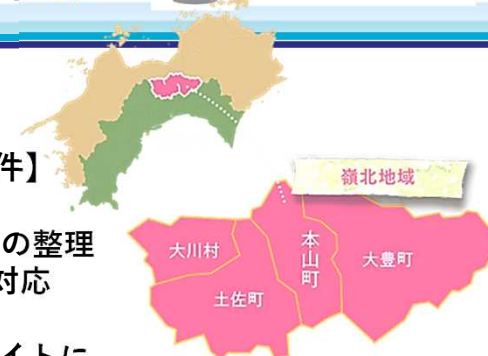 件】
嶺北地域
の整理
対応
大川村
本山町
大豊町
土佐町
イトに